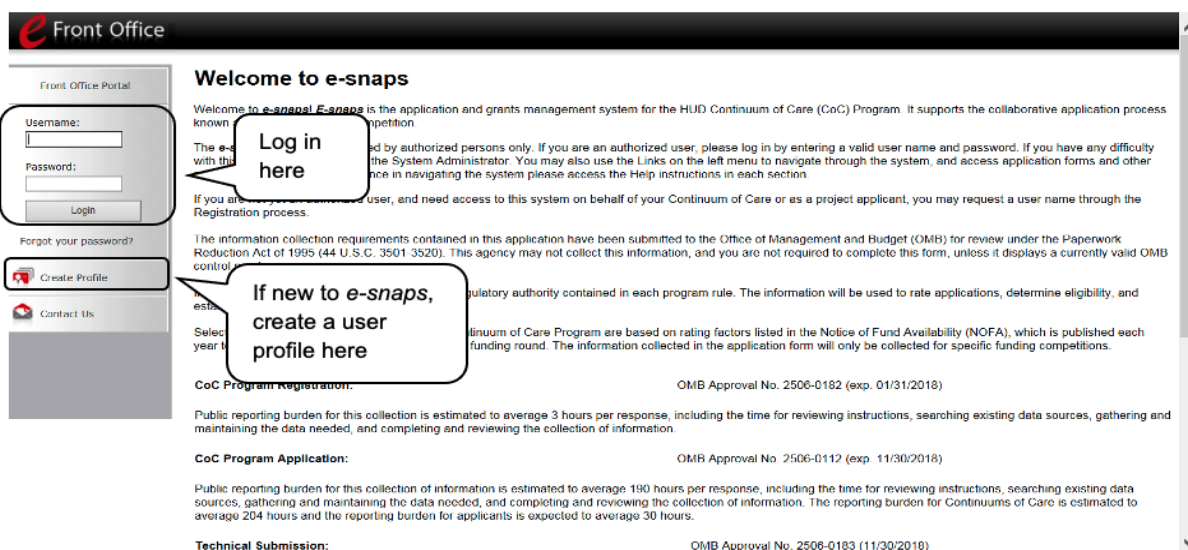 e Front Office
Front Office Portal
Username:
Password:
Login
Forgot your password?
Create Profile
Contact Us
Log in
here
If new to e-snaps,
create a user
profile here
Welcome to e-snaps
Welcome to e-snaps! E-snaps is the application and grants management system for the HUD Continuum of Care (CoC) Program. It supports the collaborative application process
known mpetition
The e-s ed by authorized persons only. If you are an authorized user, please log in by entering a valid user name and password. If you have any difficulty
with thi the System Administrator. You may also use the Links on the left menu to navigate through the system, and access application forms and other
nce in navigating the system please access the Help instructions in each section.
If you are user, and need access to this system on behalf of your Continuum of Care or as a project applicant, you may request a user name through the
Registration process.
The information collection requirements contained in this application have been submitted to the Office of Management and Budget (OMB) for review under the Paperwork
Reduction Act of 1995 (44 U.S.C. 3501-3520). This agency may not collect this information, and you are not required to complete this form, unless it displays a currently valid OMB
control
gulatory authority contained in each program rule. The information will be used to rate applications, determine eligibility, and
esta
Select tinuum of Care Program are based on rating factors listed in the Notice of Fund Availability (NOFA), which is published each
year t funding round. The information collected in the application form will only be collected for specific funding competitions.
CoC Program Registration: OMB Approval No. 2506-0182 (exp. 01/31/2018)
Public reporting burden for this collection is estimated to average 3 hours per response, including the time for reviewing instructions, searching existing data sources, gathering and
maintaining the data needed, and completing and reviewing the collection of information.
CoC Program Application: OMB Approval No. 2506-0112 (exp. 11/30/2018)
Public reporting burden for this collection of information is estimated to average 190 hours per response, including the time for reviewing instructions, searching existing data
sources, gathering and maintaining the data needed, and completing and reviewing the collection of information. The reporting burden for Continuums of Care is estimated to
average 204 hours and the reporting burden for applicants is expected to average 30 hours.
Technical Submission: OMB Approval No. 2506-0183 (11/30/2018)